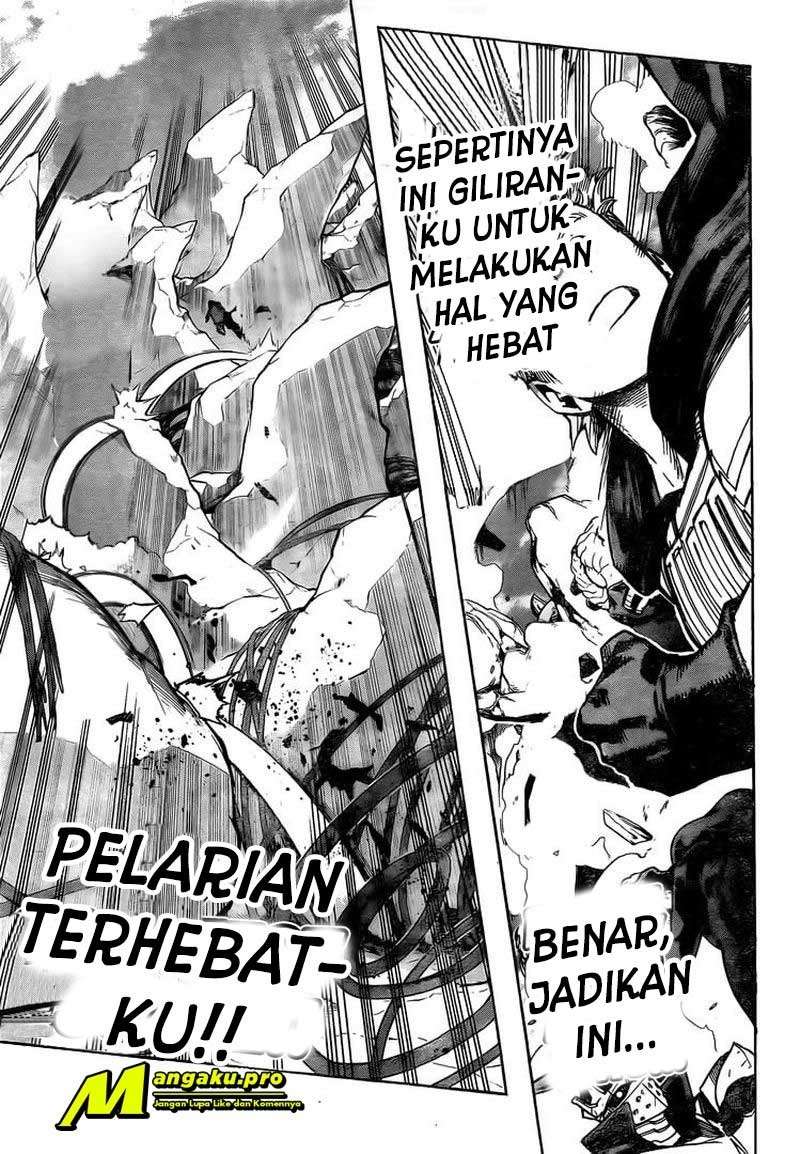 SEPERTINYA
INI GILIRAN-
KU UNTUK
MELAKUKAN
HAL YANG
HEBAT
BENAR,
JADIKAN
INI...
PELARIAN
TERHEBAT-
KU!!
Mangaku.pro
Jangan Lupa Like dan Komennya